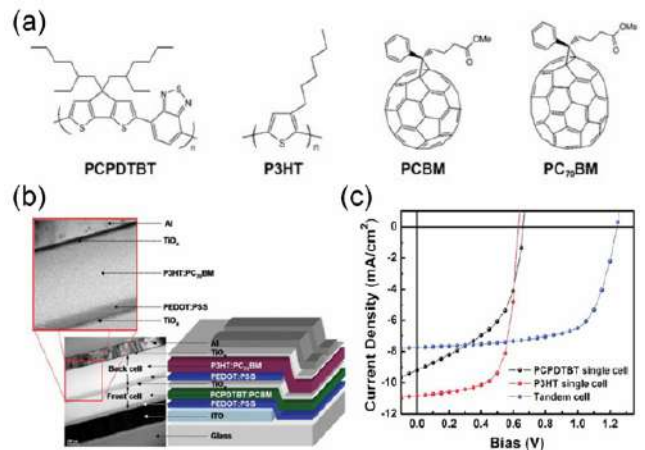 (a)
OMe
O
OMe
O
N
S
N
S
S
n
S
n
PCPDTBT
P3HT
PCBM
PC70BM
(b)
Al
TiOx
P3HT:PC70BM
PEDOT:PSS
TiOx
Back cell
Front cell
Al
TiOx
P3HT:PC70BM
PEDOT:PSS
TiOx
PCPDTBT:PCBM
PEDOT:PSS
ITO
Glass
(c)
Current Density (mA/cm²)
0
-2
-4
-6
-8
-10
-12
PCPDTBT single cell
P3HT single cell
Tandem cell
0.0 0.2 0.4 0.6 0.8 1.0 1.2
Bias (V)